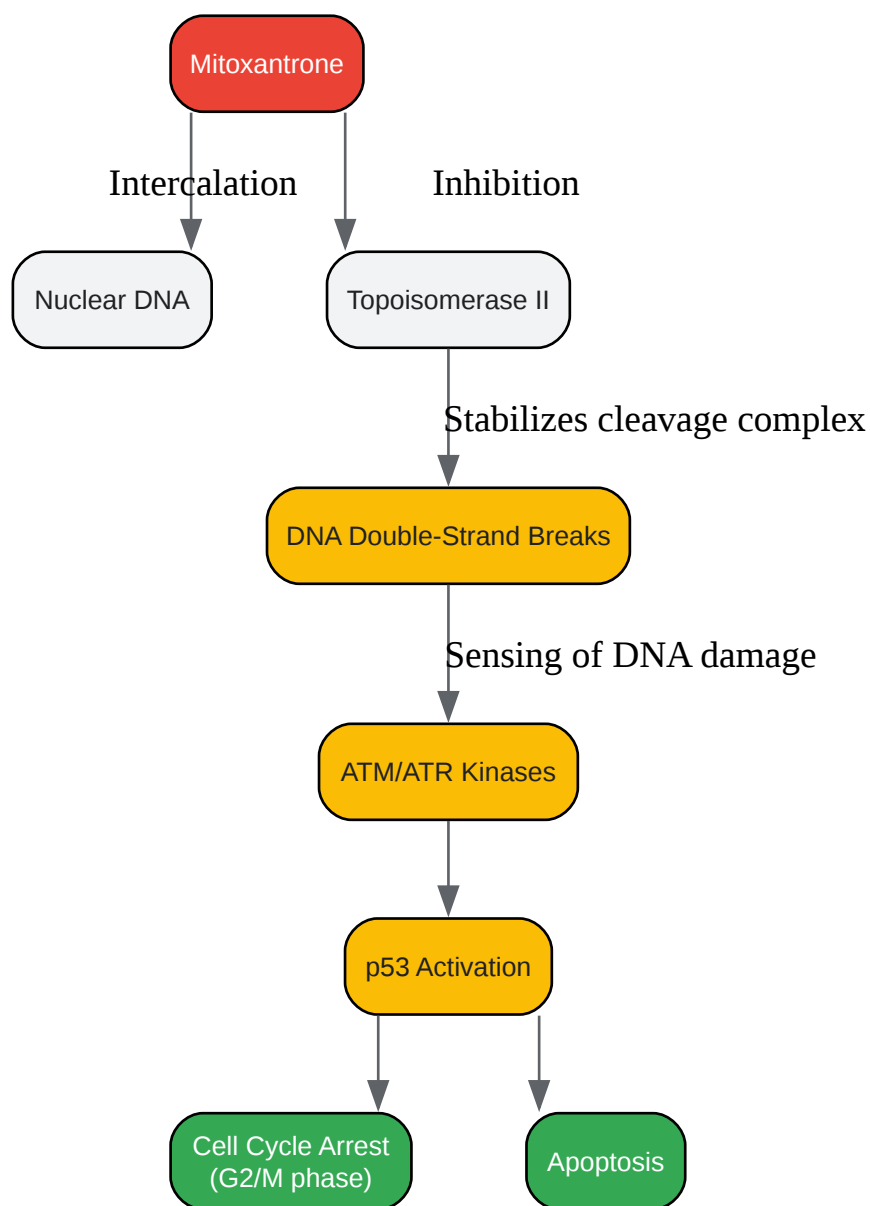 Mitoxantrone
Intercalation
Inhibition
Nuclear DNA
Topoisomerase II
Stabilizes cleavage complex
DNA Double-Strand Breaks
Sensing of DNA damage
ATM/ATR Kinases
p53 Activation
Cell Cycle Arrest
(G2/M phase)
Apoptosis